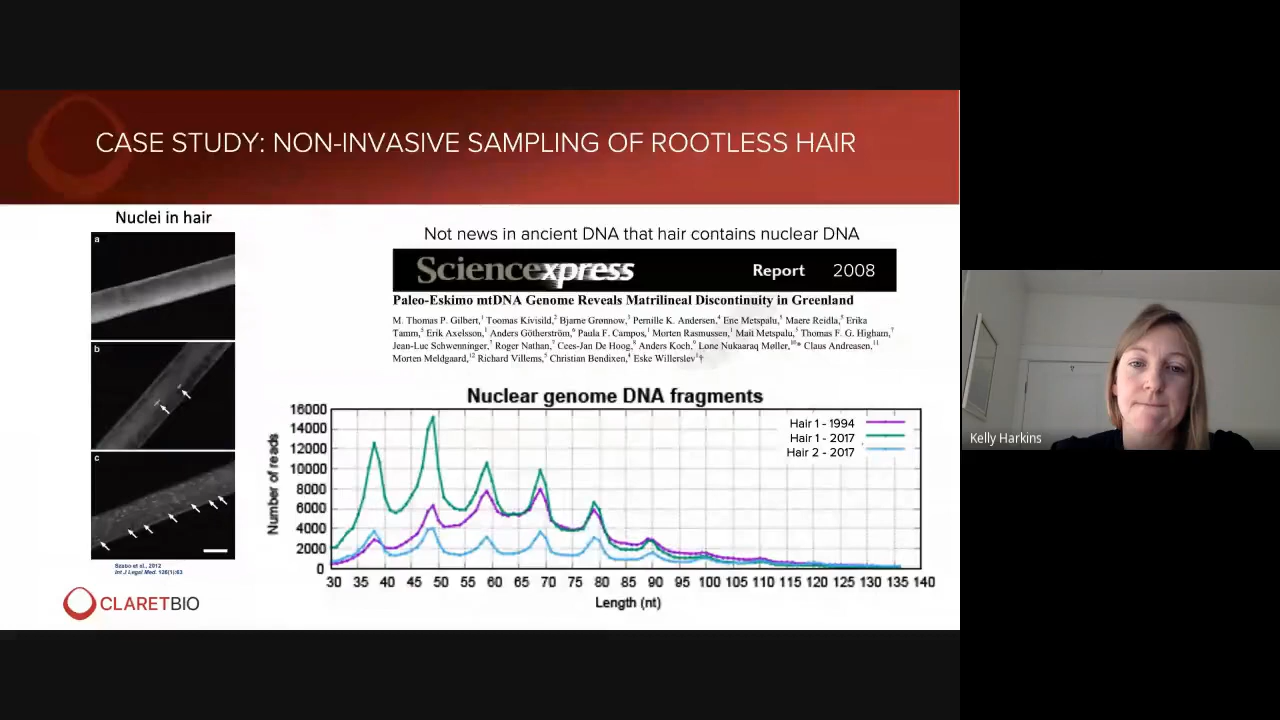 CASE STUDY: NON-INVASIVE SAMPLING OF ROOTLESS HAIR
Nuclei in hair
a
b
c
Szabo et al., 2012
Int J Legal Med. 126(1):63
CLARETBIO
Not news in ancient DNA that hair contains nuclear DNA
Sciencexpress Report 2008
Paleo-Eskimo mtDNA Genome Reveals Matrilineal Discontinuity in Greenland
M. Thomas P. Gilbert,¹ Toomas Kivisild,² Bjarne Grønnow,³ Pernille K. Andersen,⁴ Ene Metspalu,⁵ Maere Reidla,⁵ Erika
Tamm,⁵ Erik Axelsson,¹ Anders Götherström,⁶ Paula F. Campos,¹ Morten Rasmussen,¹ Mait Metspalu,⁵ Thomas F. G. Higham,⁷
Jean-Luc Schwenninger,⁷ Roger Nathan,⁷ Cees-Jan De Hoog,⁸ Anders Koch,⁹ Lone Nukaaraq Møller,¹⁰* Claus Andreasen,¹¹
Morten Meldgaard,¹² Richard Villems,⁵ Christian Bendixen,⁴ Eske Willerslev¹†
Nuclear genome DNA fragments
Hair 1 - 1994
Hair 1 - 2017
Hair 2 - 2017
Number of reads
16000
14000
12000
10000
8000
6000
4000
2000
0
30 35 40 45 50 55 60 65 70 75 80 85 90 95 100 105 110 115 120 125 130 135 140
Length (nt)
Kelly Harkins